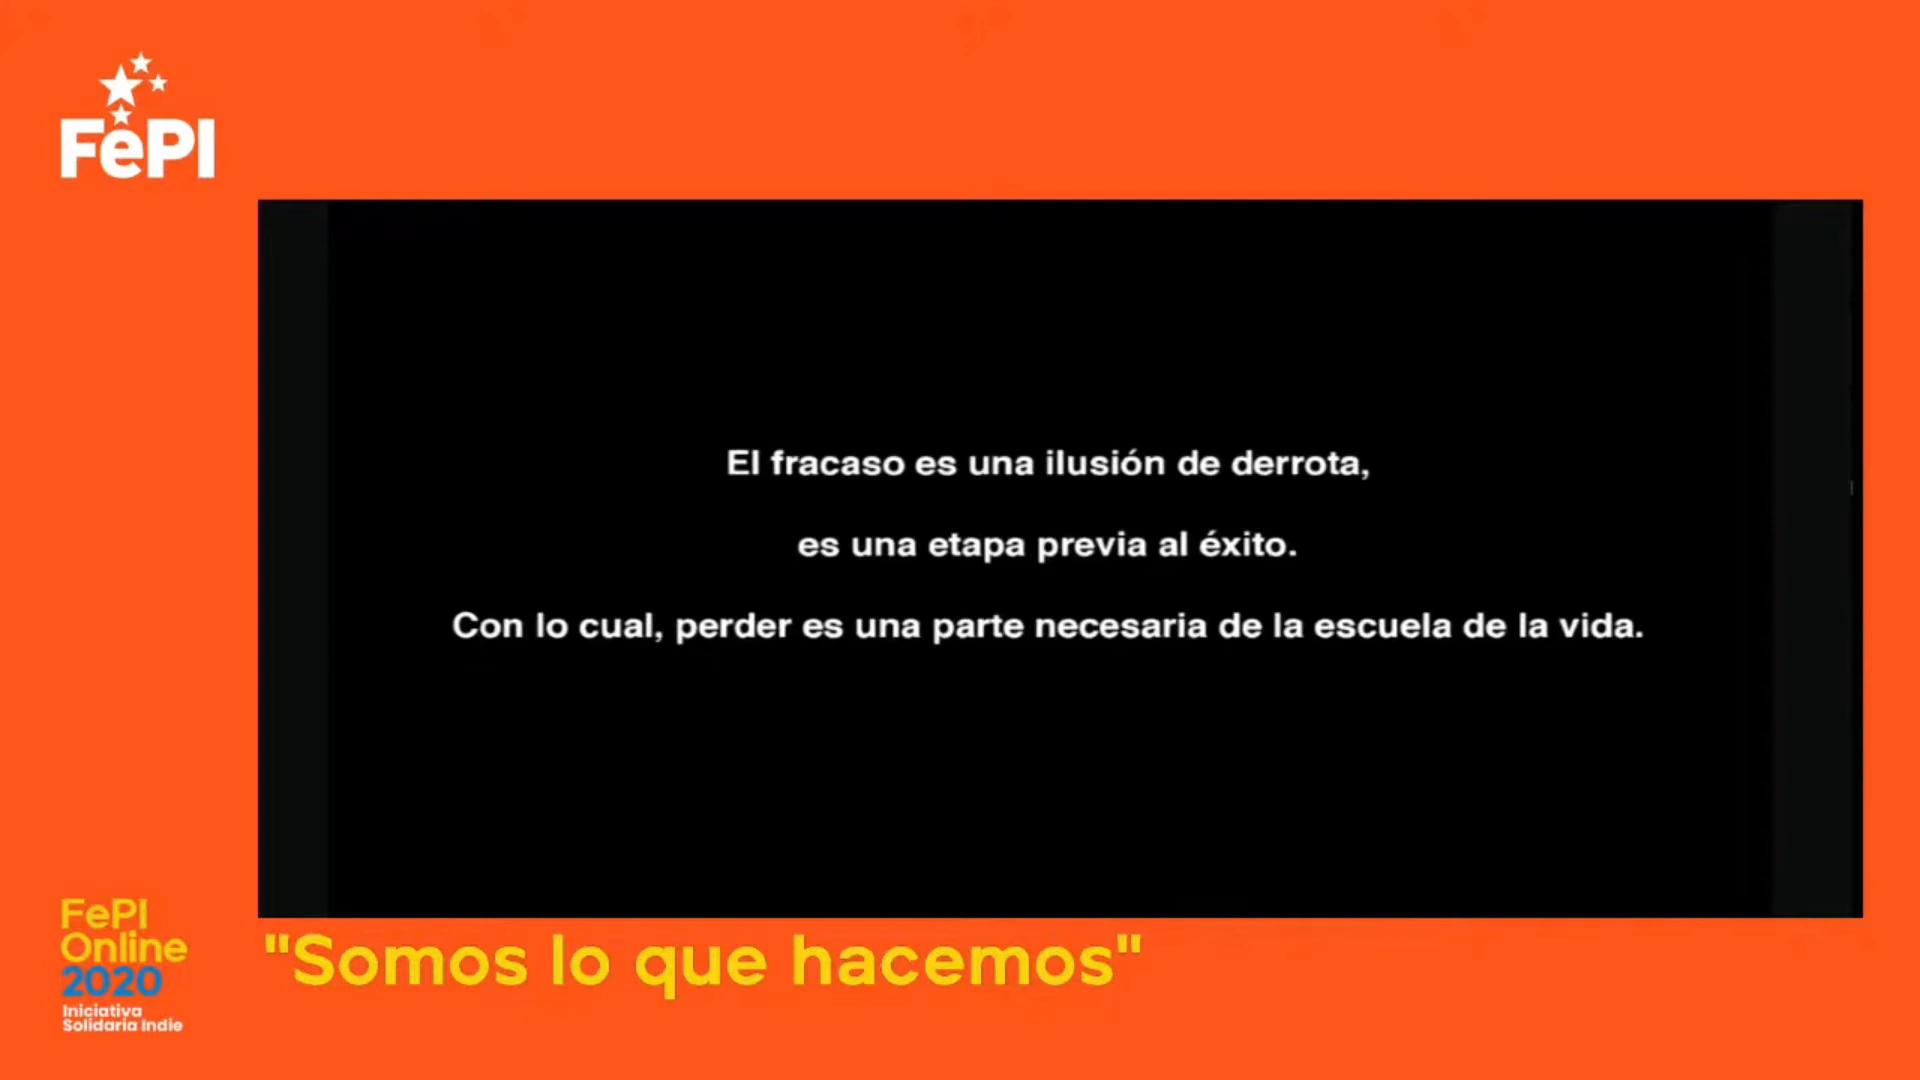 FePI
El fracaso es una ilusión de derrota,
es una etapa previa al éxito.
Con lo cual, perder es una parte necesaria de la escuela de la vida.
FePI
Online
2020
Iniciativa
Solidaria Indie
"Somos lo que hacemos"